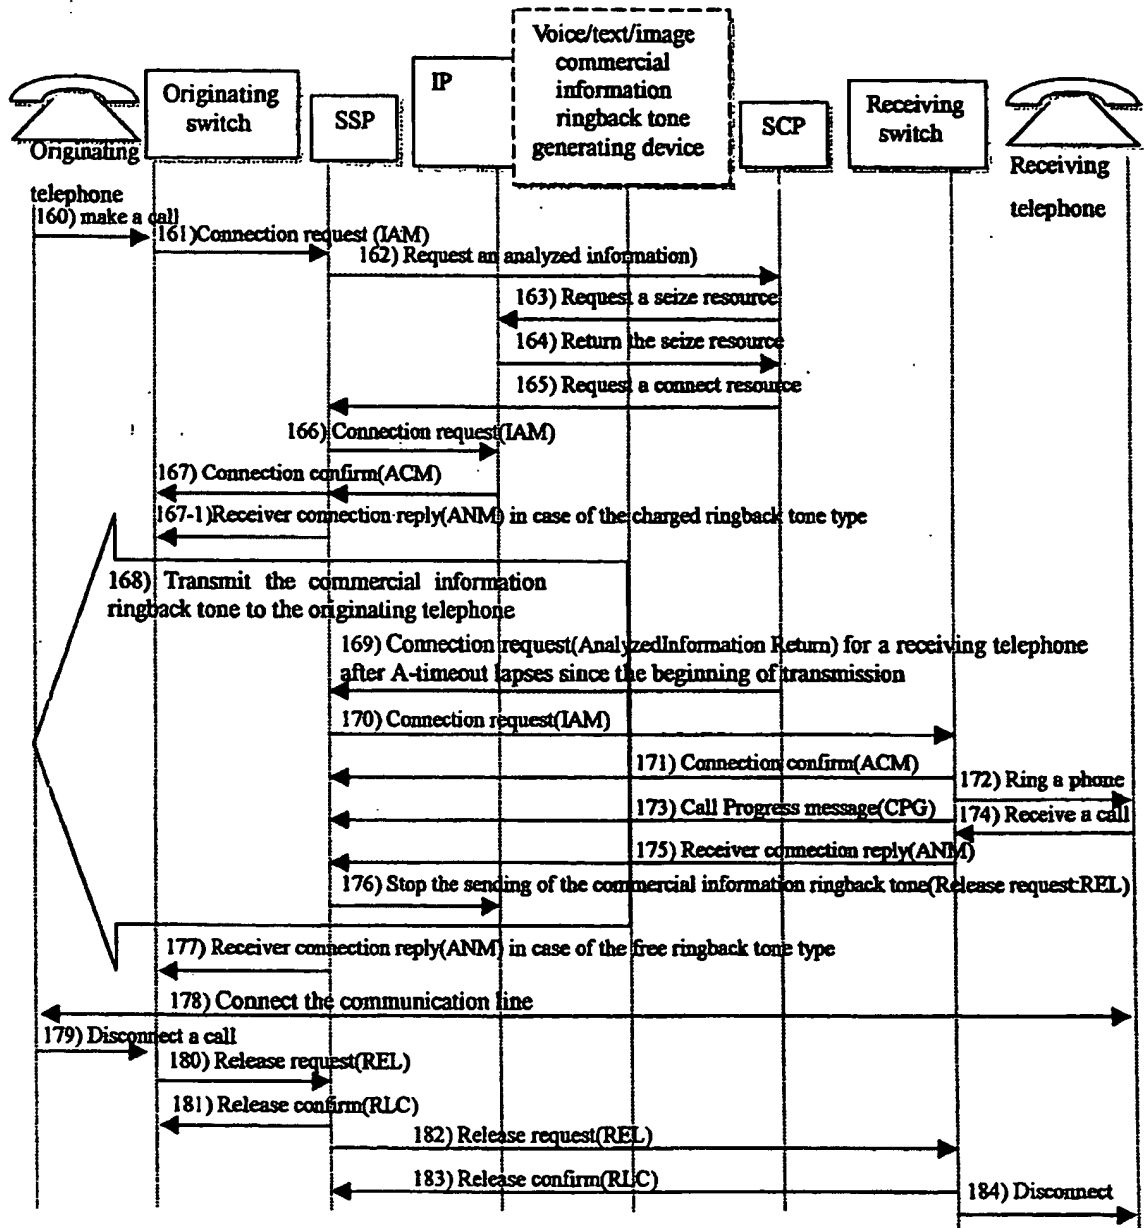 Voice/text/image
commercial
information
ringback tone
generating device
IP
Originating
switch
SSP
SCP
Receiving
switch
Originating
telephone
Receiving
telephone
160) make a call
161)Connection request (IAM)
162) Request an analyzed information)
163) Request a seize resource
164) Return the seize resource
165) Request a connect resource
166) Connection request(IAM)
167) Connection confirm(ACM)
167-1)Receiver connection reply(ANM) in case of the charged ringback tone type
168) Transmit the commercial information
ringback tone to the originating telephone
169) Connection request(AnalyzedInformation Return) for a receiving telephone
after A-timeout lapses since the beginning of transmission
170) Connection request(IAM)
171) Connection confirm(ACM)
172) Ring a phone
173) Call Progress message(CPG)
174) Receive a call
175) Receiver connection reply(ANM)
176) Stop the sending of the commercial information ringback tone(Release request:REL)
177) Receiver connection reply(ANM) in case of the free ringback tone type
178) Connect the communication line
179) Disconnect a call
180) Release request(REL)
181) Release confirm(RLC)
182) Release request(REL)
183) Release confirm(RLC)
184) Disconnect